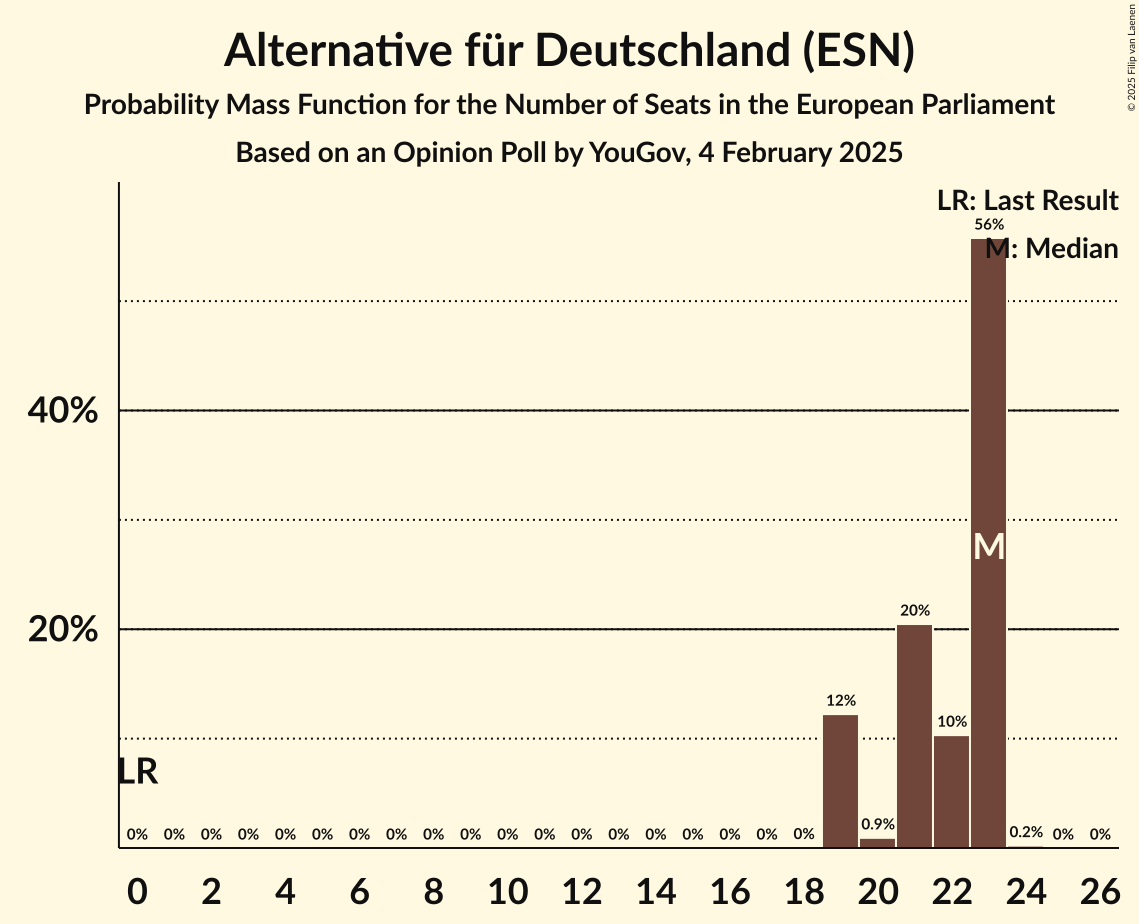 Alternative für Deutschland (ESN)
Probability Mass Function for the Number of Seats in the European Parliament
Based on an Opinion Poll by YouGov, 4 February 2025
© 2025 Filip van Laenen
LR: Last Result
56%
M: Median
40%
M
20%
20%
12%
10%
LR
0% 0% 0% 0% 0% 0% 0% 0% 0% 0% 0% 0% 0% 0% 0% 0% 0% 0% 0% 0.9% 0.2% 0% 0%
0 2 4 6 8 10 12 14 16 18 20 22 24 26